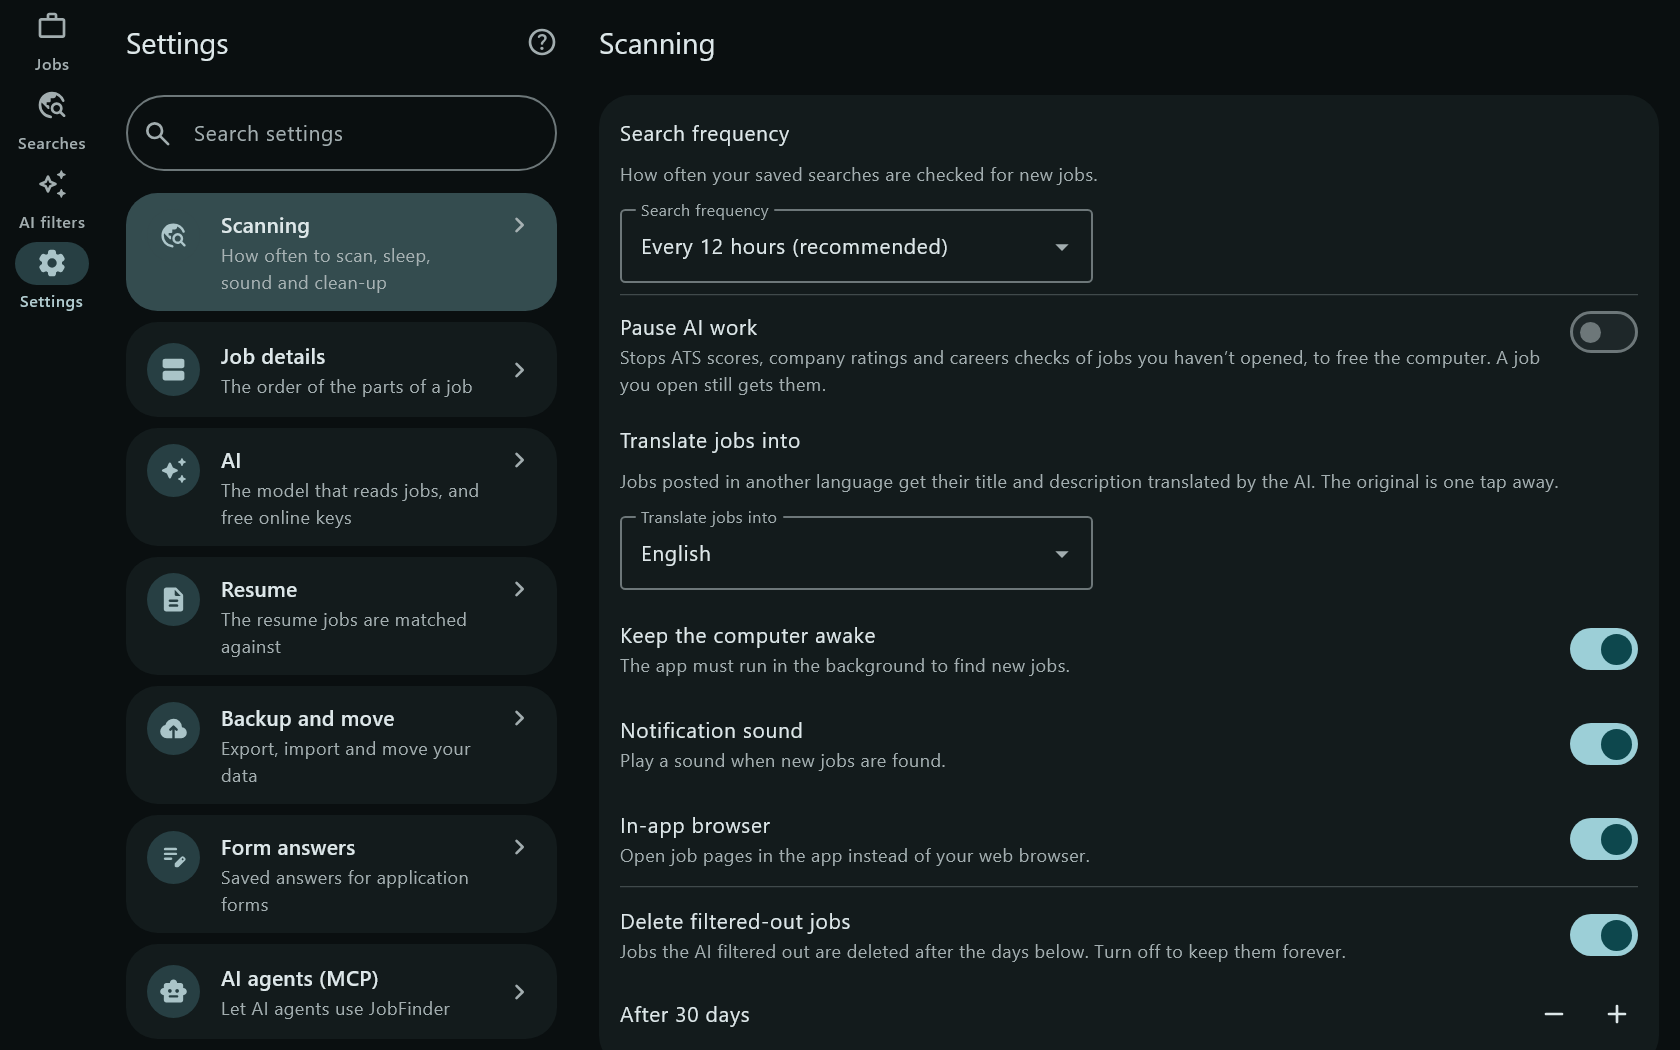 Jobs
Searches
AI filters
Settings
Settings
Search settings
Scanning
How often to scan, sleep,
sound and clean-up
Job details
The order of the parts of a job
AI
The model that reads jobs, and
free online keys
Resume
The resume jobs are matched
against
Backup and move
Export, import and move your
data
Form answers
Saved answers for application
forms
AI agents (MCP)
Let AI agents use JobFinder
Scanning
Search frequency
How often your saved searches are checked for new jobs.
Search frequency
Every 12 hours (recommended)
Pause AI work
Stops ATS scores, company ratings and careers checks of jobs you haven’t opened, to free the computer. A job
you open still gets them.
Translate jobs into
Jobs posted in another language get their title and description translated by the AI. The original is one tap away.
Translate jobs into
English
Keep the computer awake
The app must run in the background to find new jobs.
Notification sound
Play a sound when new jobs are found.
In-app browser
Open job pages in the app instead of your web browser.
Delete filtered-out jobs
Jobs the AI filtered out are deleted after the days below. Turn off to keep them forever.
After 30 days